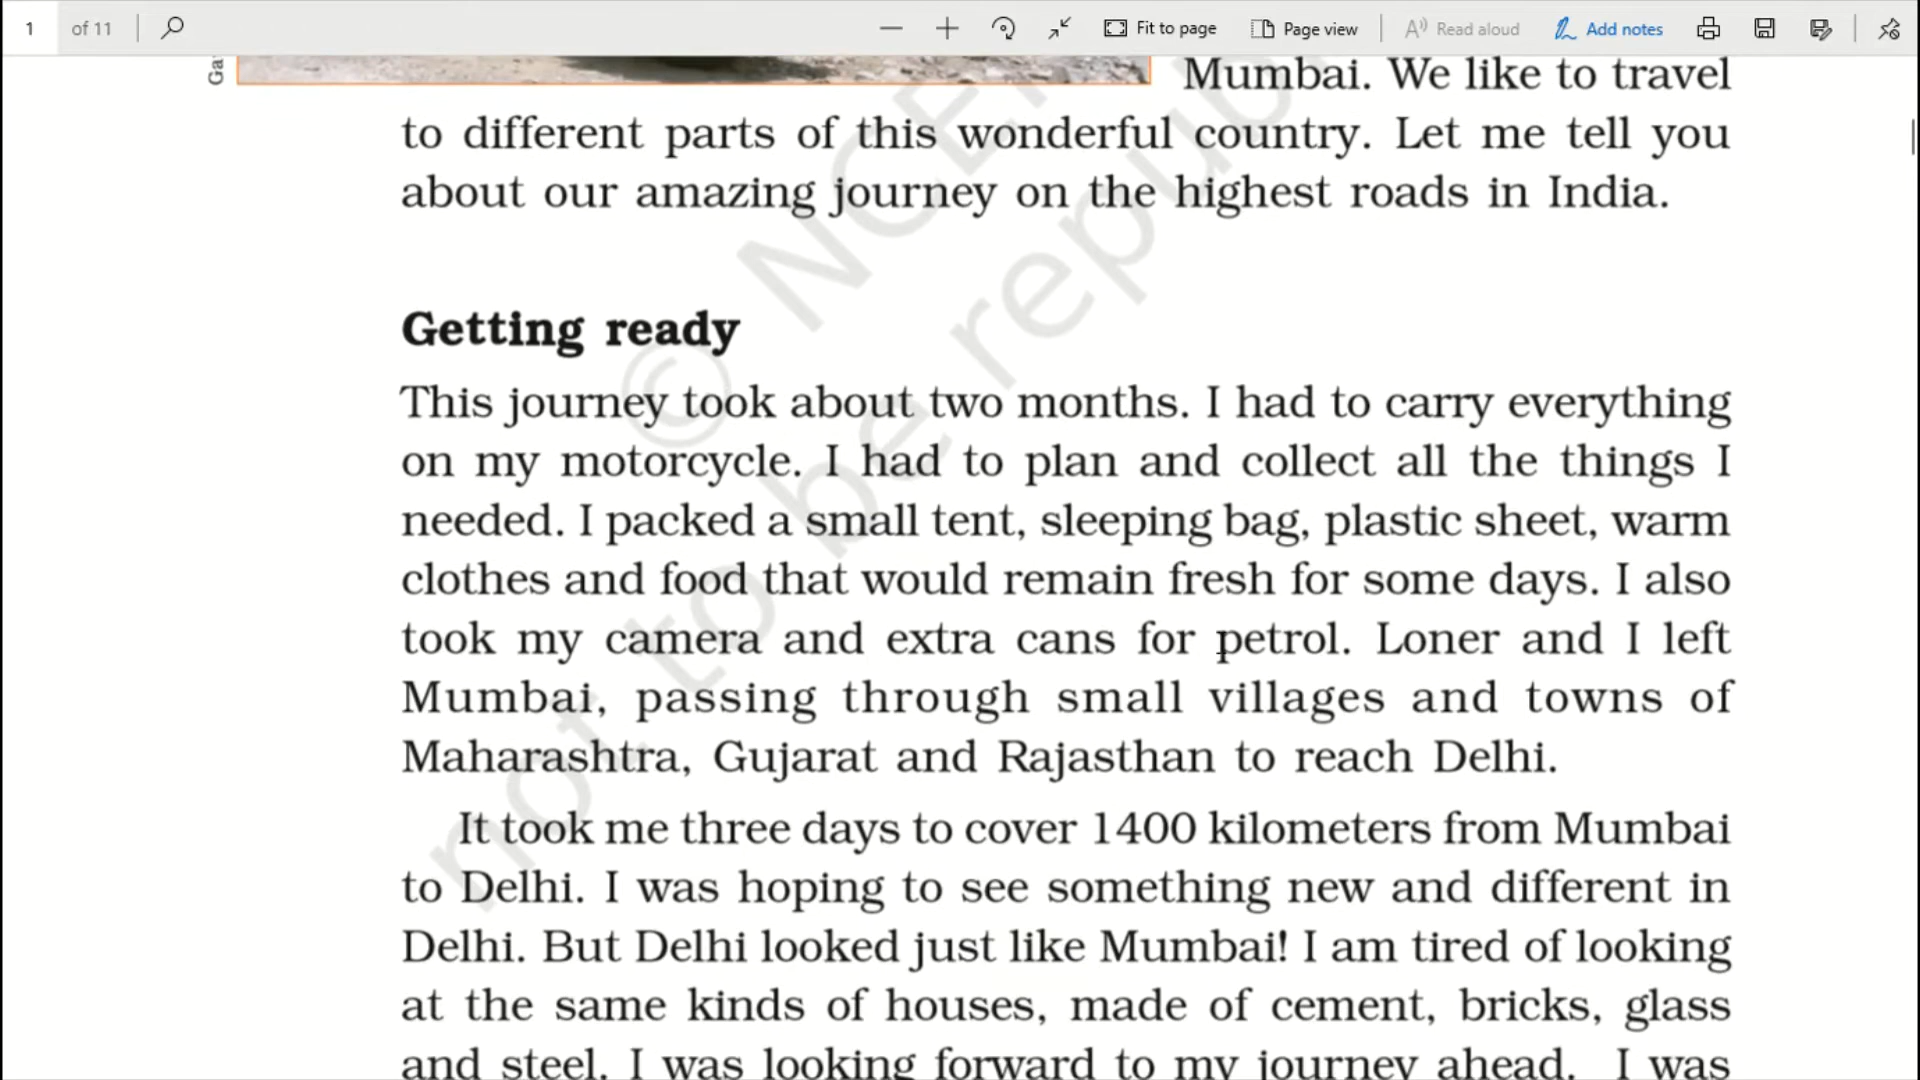 1 of 11 Fit to page Page view Read aloud Add notes
Ga
Mumbai. We like to travel
to different parts of this wonderful country. Let me tell you
about our amazing journey on the highest roads in India.
Getting ready
This journey took about two months. I had to carry everything
on my motorcycle. I had to plan and collect all the things I
needed. I packed a small tent, sleeping bag, plastic sheet, warm
clothes and food that would remain fresh for some days. I also
took my camera and extra cans for petrol. Loner and I left
Mumbai, passing through small villages and towns of
Maharashtra, Gujarat and Rajasthan to reach Delhi.
It took me three days to cover 1400 kilometers from Mumbai
to Delhi. I was hoping to see something new and different in
Delhi. But Delhi looked just like Mumbai! I am tired of looking
at the same kinds of houses, made of cement, bricks, glass
and steel. I was looking forward to my journey ahead. I was
© NCE
not to be repub